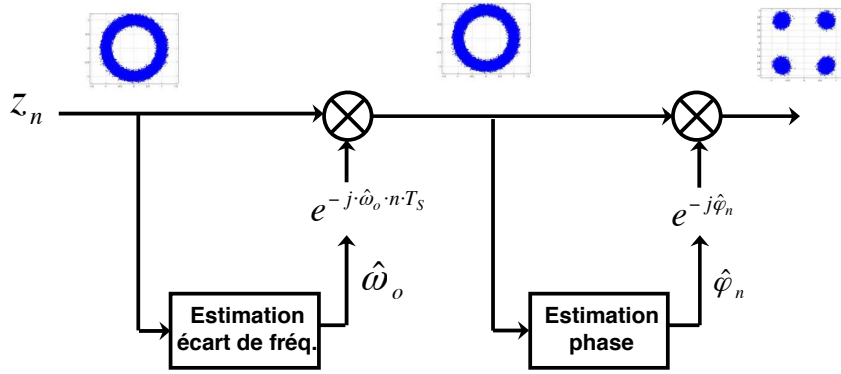 z_n
e^{-j·ω̂_o·n·T_S}
e^{-jφ̂_n}
ω̂_o
φ̂_n
Estimation
écart de fréq.
Estimation
phase